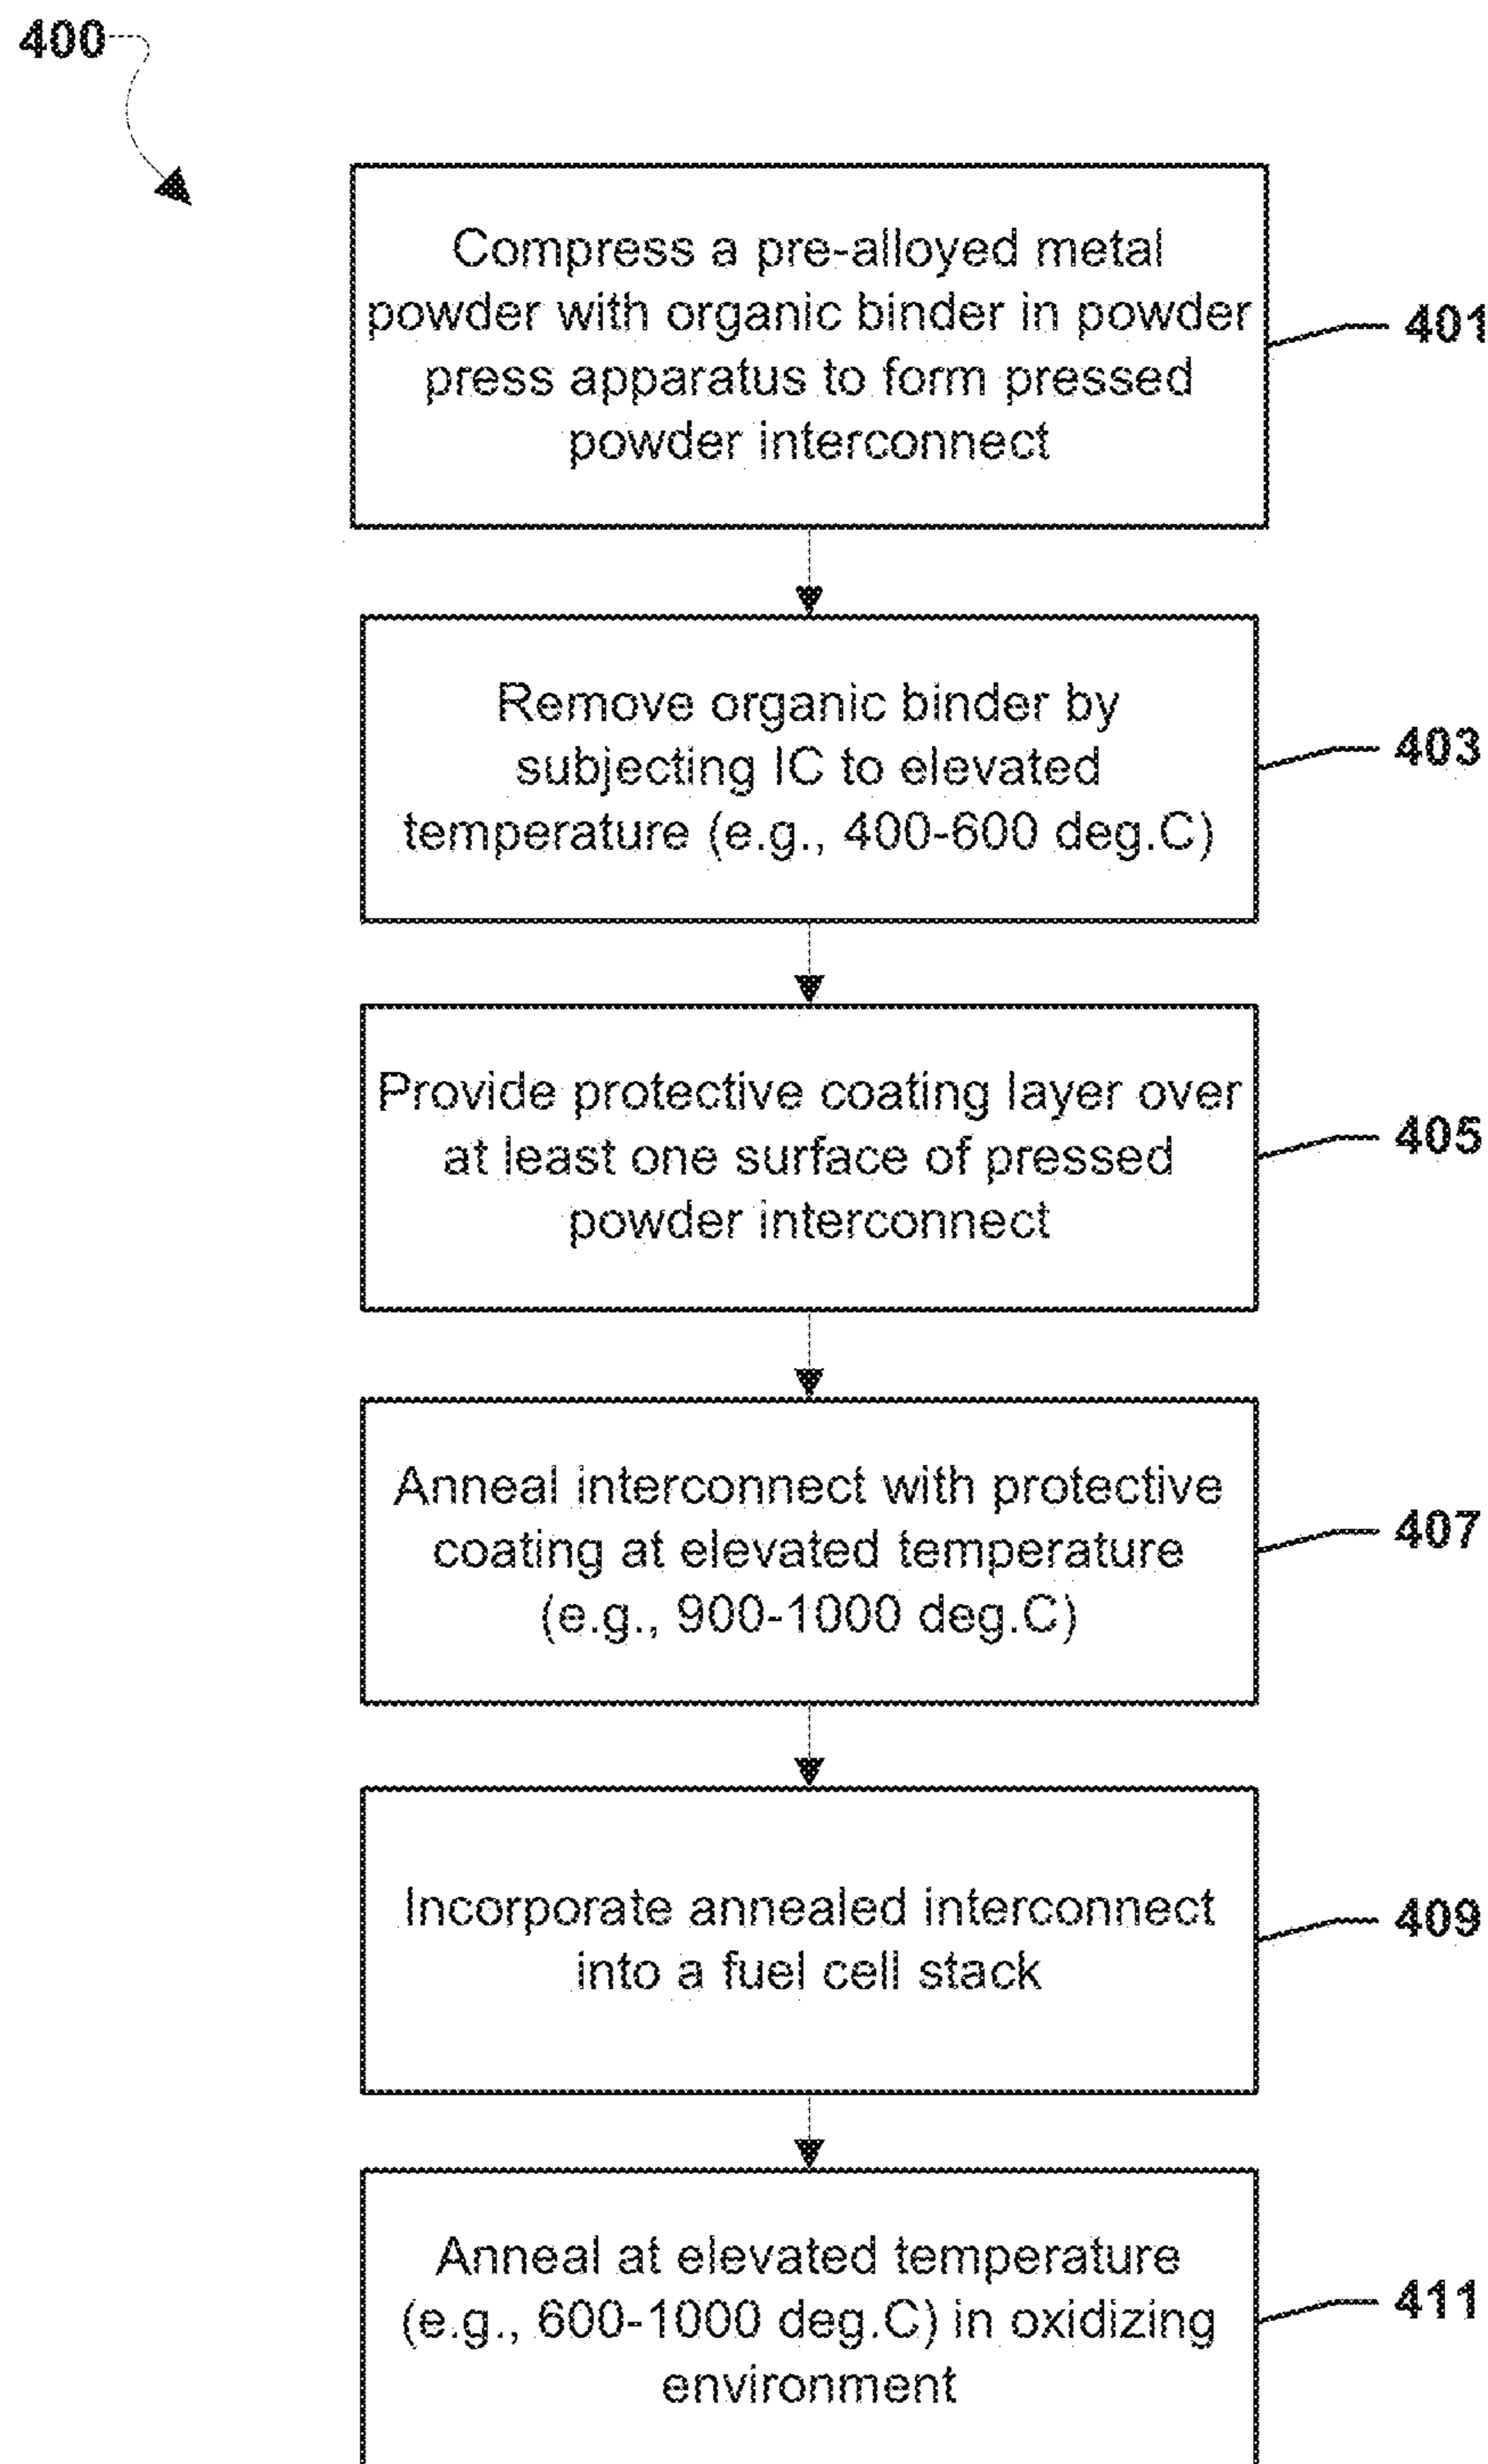 400
Compress a pre-alloyed metal
powder with organic binder in powder
press apparatus to form pressed
powder interconnect
401
Remove organic binder by
subjecting IC to elevated
temperature (e.g., 400-600 deg.C)
403
Provide protective coating layer over
at least one surface of pressed
powder interconnect
405
Anneal interconnect with protective
coating at elevated temperature
(e.g., 900-1000 deg.C)
407
Incorporate annealed interconnect
into a fuel cell stack
409
Anneal at elevated temperature
(e.g., 600-1000 deg.C) in oxidizing
environment
411